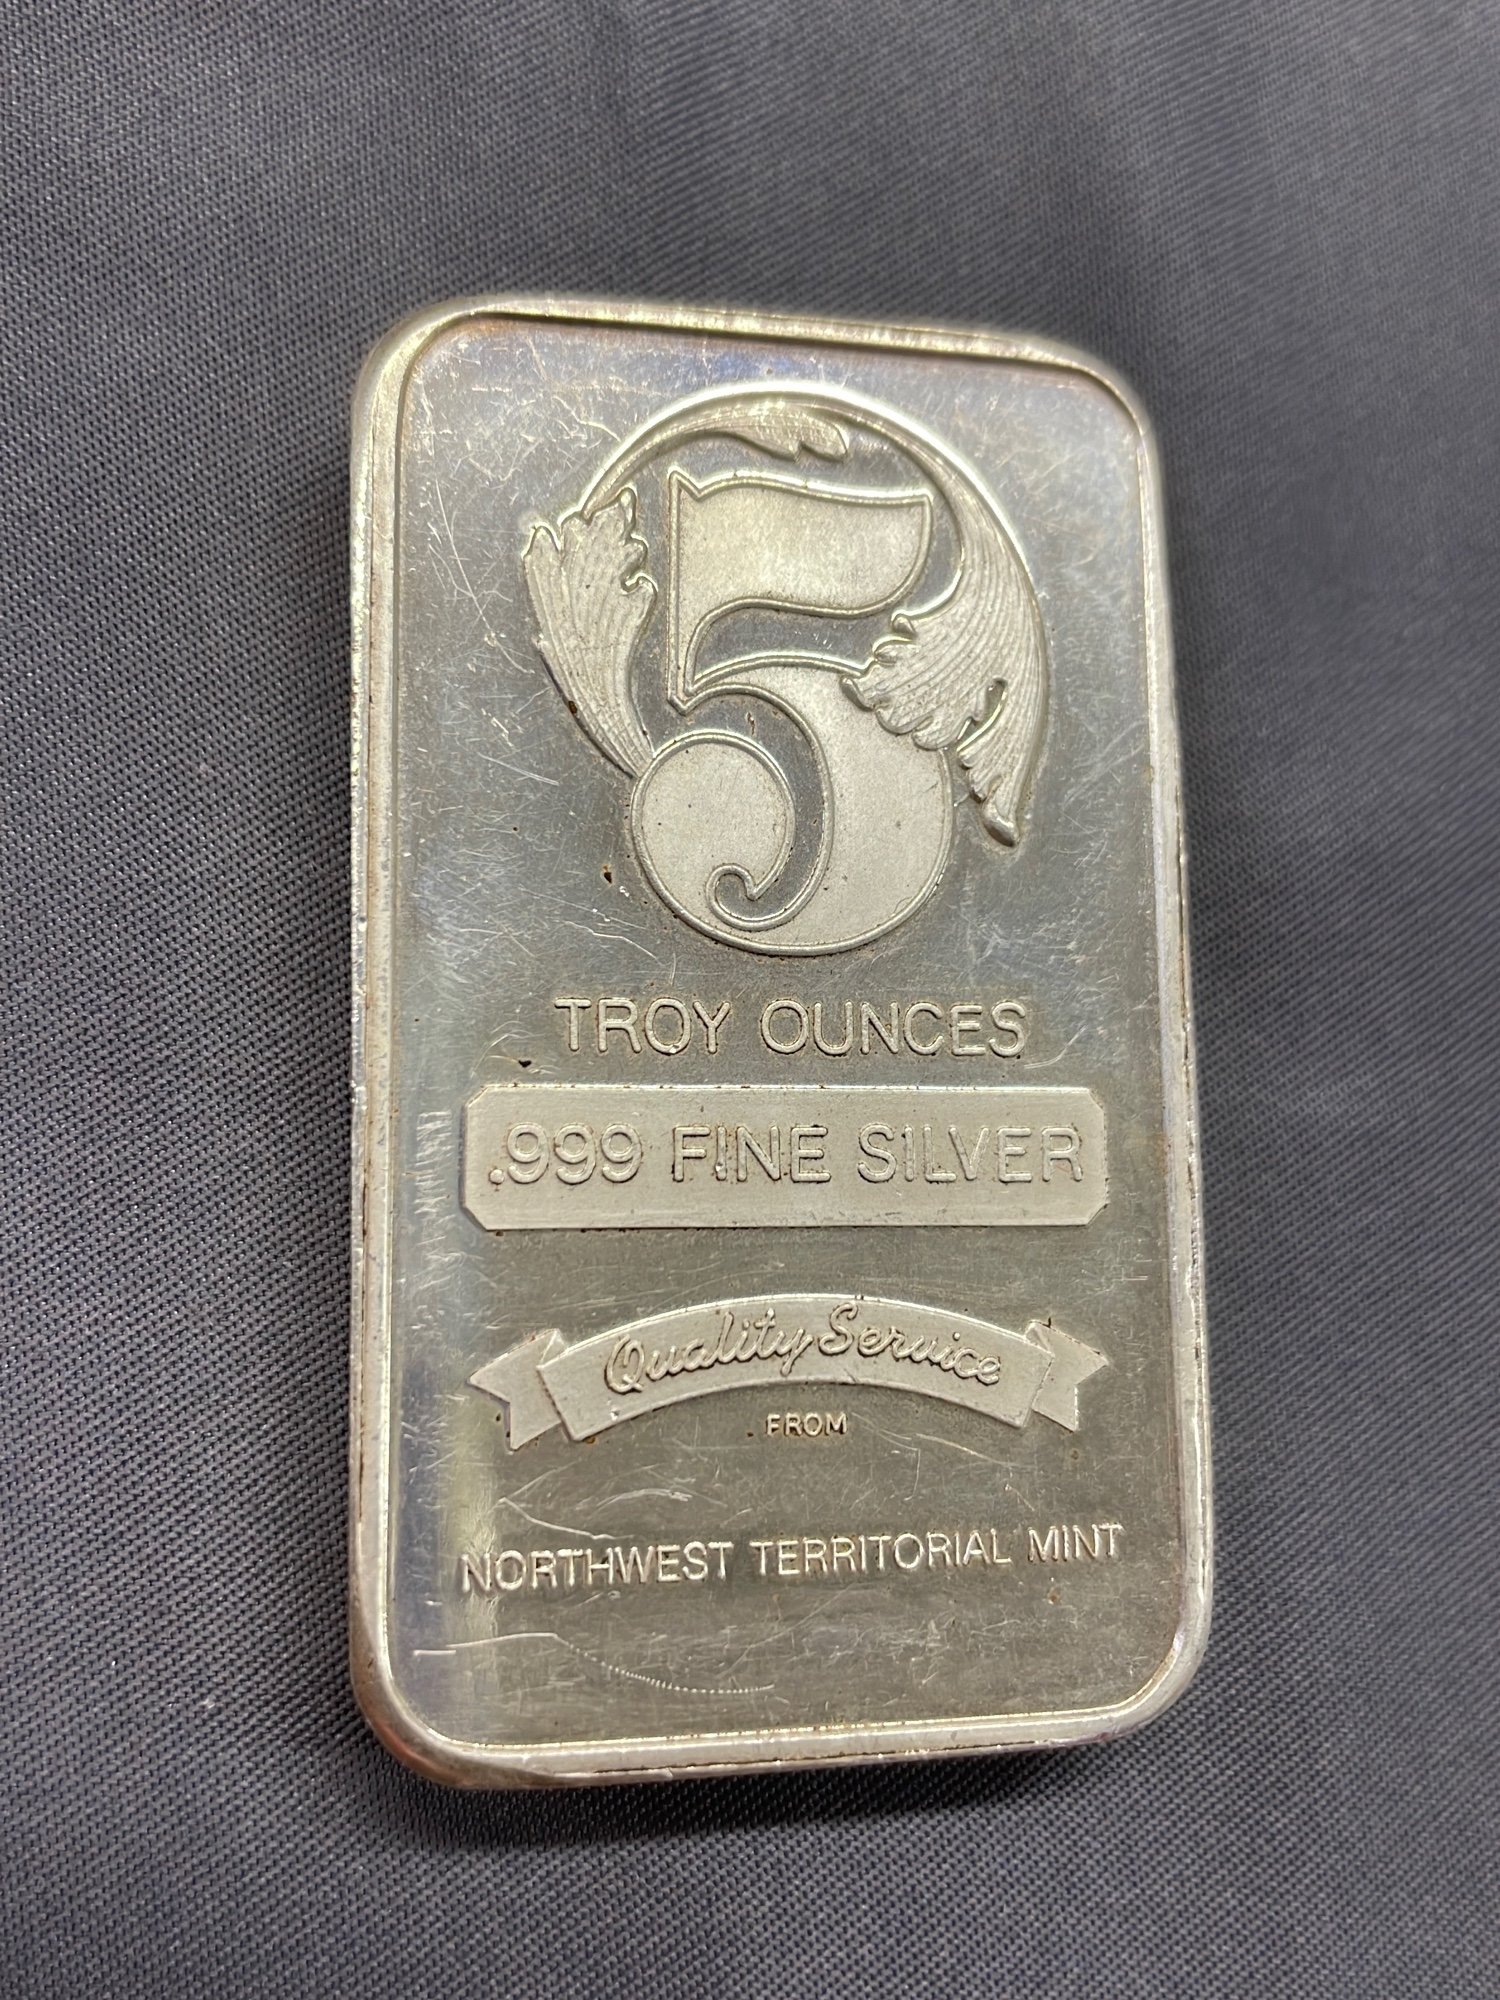 5
TROY OUNCES
.999 FINE SILVER
Quality Service
FROM
NORTHWEST TERRITORIAL MINT